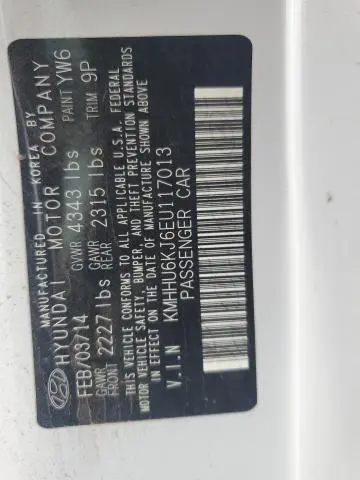 MANUFACTURED IN KOREA BY
HYUNDAI MOTOR COMPANY
FEB/03/14 GVWR 4343 lbs PAINT YW6
GAWR FRONT 2227 lbs GAWR REAR 2315 lbs TRIM 9P
THIS VEHICLE CONFORMS TO ALL APPLICABLE U.S.A. FEDERAL
MOTOR VEHICLE SAFETY, BUMPER, AND THEFT PREVENTION STANDARDS
IN EFFECT ON THE DATE OF MANUFACTURE SHOWN ABOVE
V.I.N KMHHU6KJ6EU117013
PASSENGER CAR